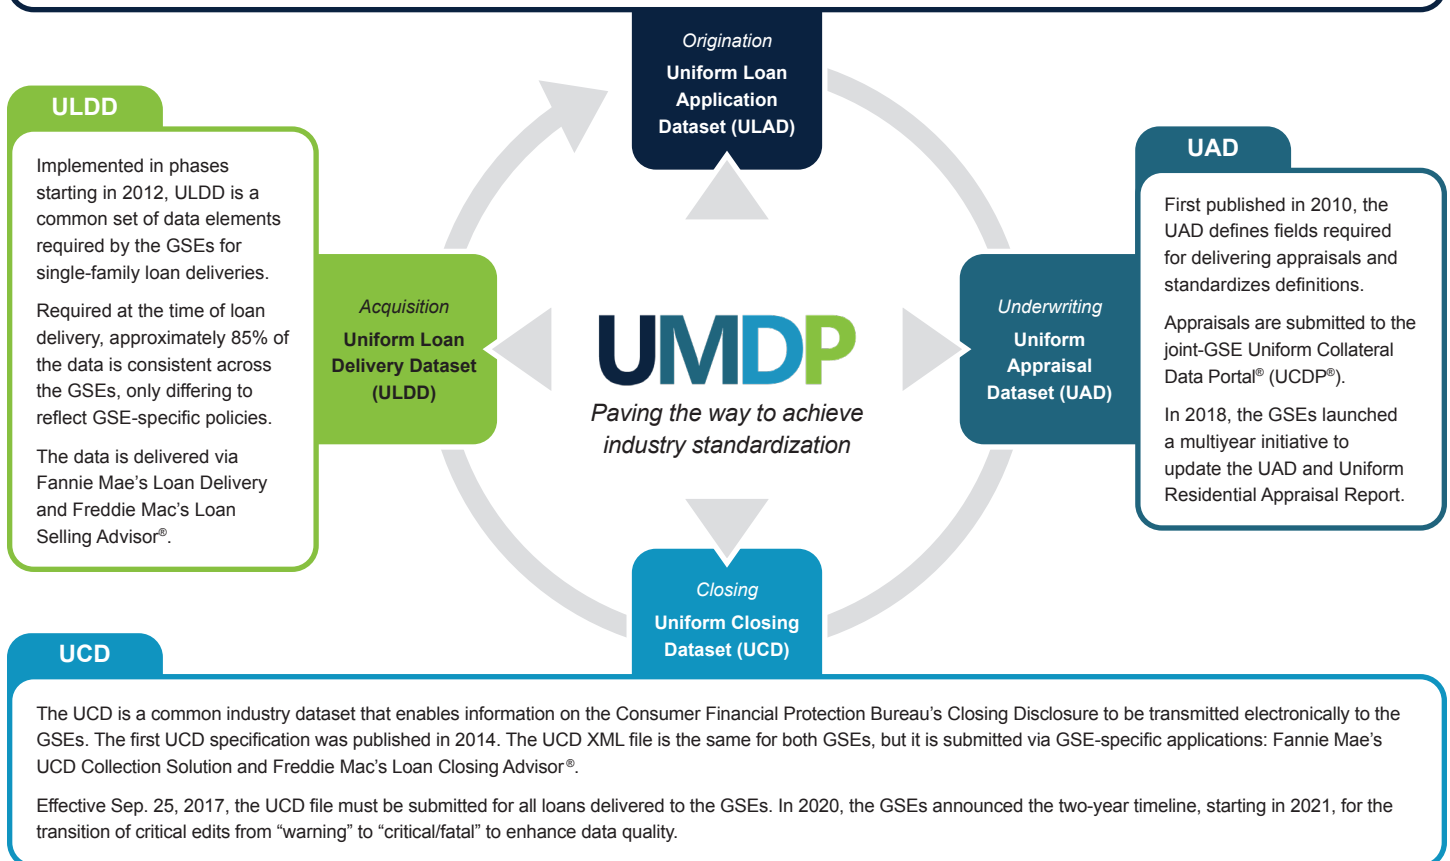 Origination
Uniform Loan
Application
Dataset (ULAD)
ULDD
Implemented in phases
starting in 2012, ULDD is a
common set of data elements
required by the GSEs for
single-family loan deliveries.
Required at the time of loan
delivery, approximately 85% of
the data is consistent across
the GSEs, only differing to
reflect GSE-specific policies.
The data is delivered via
Fannie Mae’s Loan Delivery
and Freddie Mac’s Loan
Selling Advisor®.
Acquisition
Uniform Loan
Delivery Dataset
(ULDD)
UMDP
Paving the way to achieve
industry standardization
Underwriting
Uniform
Appraisal
Dataset (UAD)
UAD
First published in 2010, the
UAD defines fields required
for delivering appraisals and
standardizes definitions.
Appraisals are submitted to the
joint-GSE Uniform Collateral
Data Portal® (UCDP®).
In 2018, the GSEs launched
a multiyear initiative to
update the UAD and Uniform
Residential Appraisal Report.
Closing
Uniform Closing
Dataset (UCD)
UCD
The UCD is a common industry dataset that enables information on the Consumer Financial Protection Bureau’s Closing Disclosure to be transmitted electronically to the
GSEs. The first UCD specification was published in 2014. The UCD XML file is the same for both GSEs, but it is submitted via GSE-specific applications: Fannie Mae’s
UCD Collection Solution and Freddie Mac’s Loan Closing Advisor®.
Effective Sep. 25, 2017, the UCD file must be submitted for all loans delivered to the GSEs. In 2020, the GSEs announced the two-year timeline, starting in 2021, for the
transition of critical edits from “warning” to “critical/fatal” to enhance data quality.